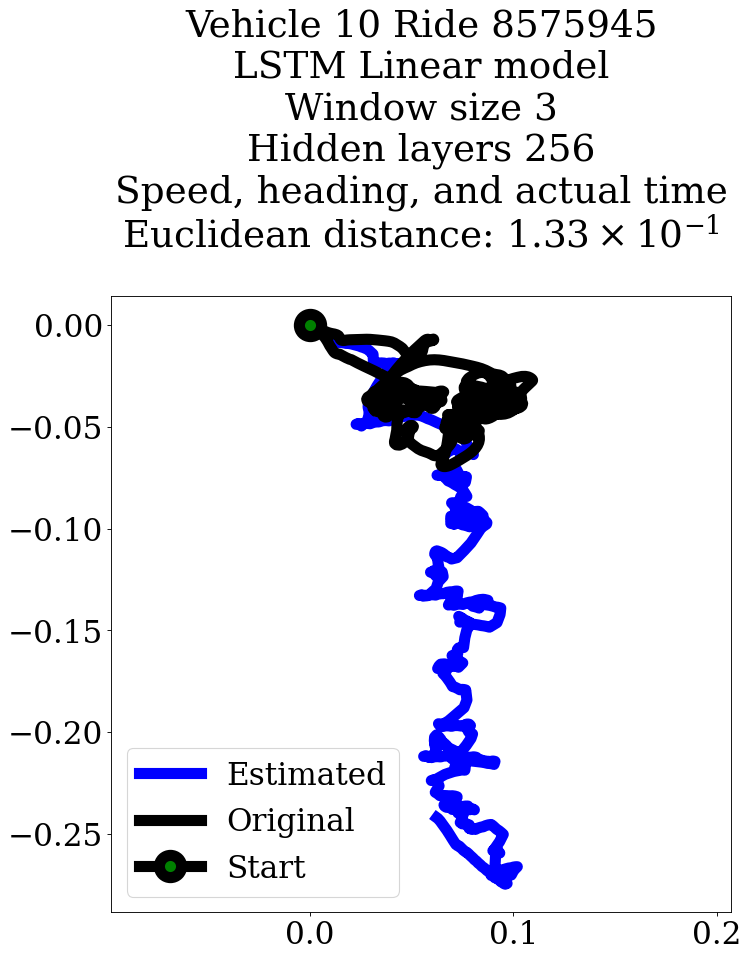 Vehicle 10 Ride 8575945
LSTM Linear model
Window size 3
Hidden layers 256
Speed, heading, and actual time
Euclidean distance: 1.33 × 10⁻¹
0.00
−0.05
−0.10
−0.15
−0.20
−0.25
Estimated
Original
Start
0.0 0.1 0.2